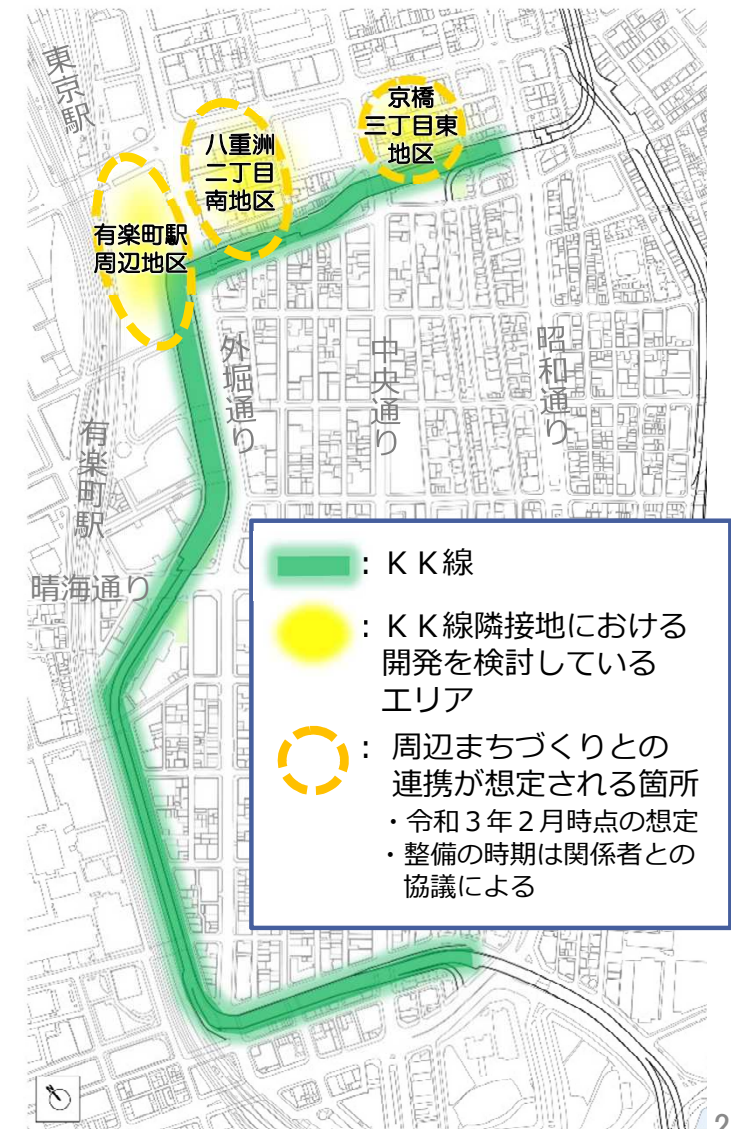 東京駅
京橋
三丁目東
地区
八重洲
二丁目
南地区
有楽町駅
周辺地区
外堀通り
中央通り
昭和通り
有楽町駅
晴海通り
：ＫＫ線
：ＫＫ線隣接地における
開発を検討している
エリア
：周辺まちづくりとの
連携が想定される箇所
・令和３年２月時点の想定
・整備の時期は関係者との
協議による
2